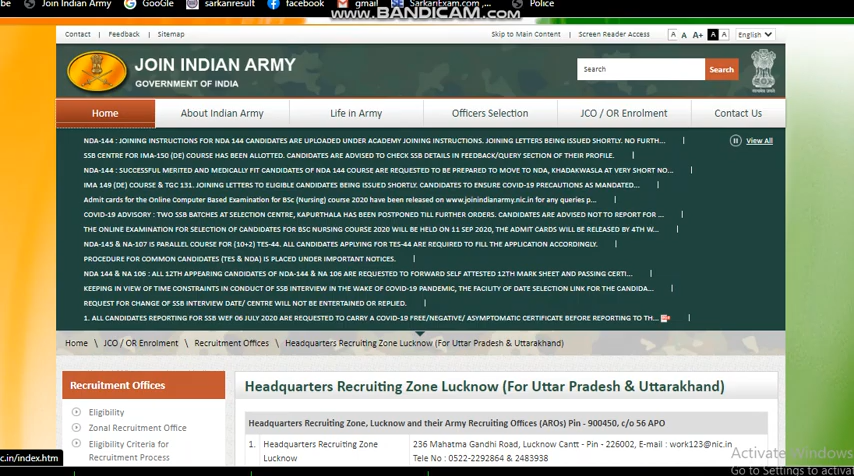 be Join Indian Army GooGle sarkariresult facebook gmail SarkariExam.com ... Police
www.BANDICAM.com
Contact | Feedback | Sitemap Skip to Main Content | Screen Reader Access A A A+ A A English
JOIN INDIAN ARMY
GOVERNMENT OF INDIA
Search Search
Home About Indian Army Life in Army Officers Selection JCO / OR Enrolment Contact Us
NDA-144 : JOINING INSTRUCTIONS FOR NDA 144 CANDIDATES ARE UPLOADED UNDER ACADEMY JOINING INSTRUCTIONS. JOINING LETTERS BEING ISSUED SHORTLY. NO FURTH... | View All
SSB CENTRE FOR IMA-150 (DE) COURSE HAS BEEN ALLOTTED. CANDIDATES ARE ADVISED TO CHECK SSB DETAILS IN FEEDBACK/QUERY SECTION OF THEIR PROFILE. |
NDA-144 : SUCCESSFUL MERITED AND MEDICALLY FIT CANDIDATES OF NDA 144 COURSE ARE REQUESTED TO BE PREPARED TO MOVE TO NDA, KHADAKWASLA AT VERY SHORT NO... |
IMA 149 (DE) COURSE & TGC 131. JOINING LETTERS TO ELIGIBLE CANDIDATES BEING ISSUED SHORTLY. CANDIDATES TO ENSURE COVID-19 PRECAUTIONS AS MANDATED... |
Admit cards for the Online Computer Based Examination for BSc (Nursing) course 2020 have been released on www.joinindianarmy.nic.in for any queries p... |
COVID-19 ADVISORY : TWO SSB BATCHES AT SELECTION CENTRE, KAPURTHALA HAS BEEN POSTPONED TILL FURTHER ORDERS. CANDIDATES ARE ADVISED NOT TO REPORT FOR ... |
THE ONLINE EXAMINATION FOR SELECTION OF CANDIDATES FOR BSC NURSING COURSE 2020 WILL BE HELD ON 11 SEP 2020, THE ADMIT CARDS WILL BE RELEASED BY 4TH W... |
NDA-145 & NA-107 IS PARALLEL COURSE FOR (10+2) TES-44. ALL CANDIDATES APPLYING FOR TES-44 ARE REQUIRED TO FILL THE APPLICATION ACCORDINGLY. |
PROCEDURE FOR COMMON CANDIDATES (TES & NDA) IS PLACED UNDER IMPORTANT NOTICES. |
NDA 144 & NA 106 : ALL 12TH APPEARING CANDIDATES OF NDA-144 & NA 106 ARE REQUESTED TO FORWARD SELF ATTESTED 12TH MARK SHEET AND PASSING CERTI... |
KEEPING IN VIEW OF TIME CONSTRAINTS IN CONDUCT OF SSB INTERVIEW IN THE WAKE OF COVID-19 PANDEMIC, THE FACILITY OF DATE SELECTION LINK FOR THE CANDIDA... |
REQUEST FOR CHANGE OF SSB INTERVIEW DATE/ CENTRE WILL NOT BE ENTERTAINED OR REPLIED. |
1. ALL CANDIDATES REPORTING FOR SSB WEF 06 JULY 2020 ARE REQUESTED TO CARRY A COVID-19 FREE/NEGATIVE/ ASYMPTOMATIC CERTIFICATE BEFORE REPORTING TO TH... |
Home \ JCO / OR Enrolment \ Recruitment Offices \ Headquarters Recruiting Zone Lucknow (For Uttar Pradesh & Uttarakhand)
Recruitment Offices
Eligibility
Zonal Recruitment Office
Eligibility Criteria for
Recruitment Process
Headquarters Recruiting Zone Lucknow (For Uttar Pradesh & Uttarakhand)
Headquarters Recruiting Zone, Lucknow and their Army Recruiting Offices (AROs) Pin - 900450, c/o 56 APO
1. Headquarters Recruiting Zone 236 Mahatma Gandhi Road, Lucknow Cantt - Pin - 226002, E-mail : work123@nic.in
Lucknow Tele No : 0522-2292864 & 2483938
c.in/index.htm
Activate Windows
Go to Settings to activat